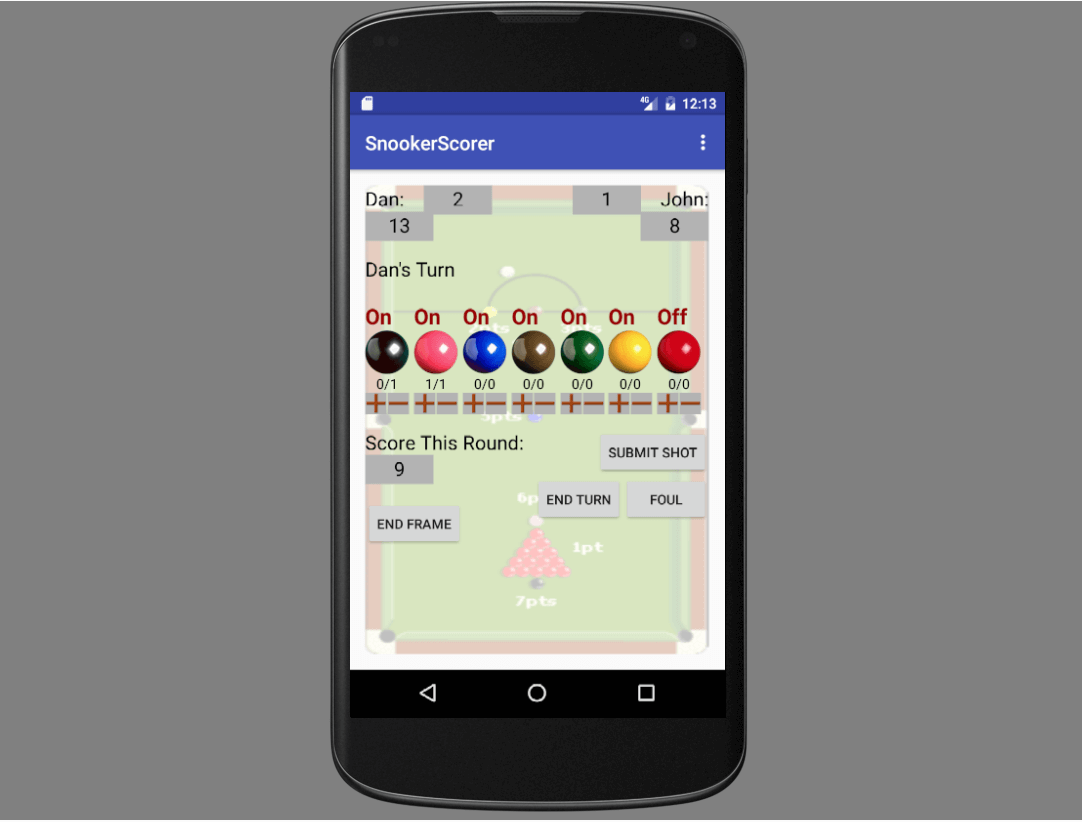 4G 12:13
SnookerScorer
Dan: 2 1 John:
13 8
Dan's Turn
On On On On On On Off
0/1 1/1 0/0 0/0 0/0 0/0 0/0
5pts
Score This Round:
SUBMIT SHOT
9
END TURN FOUL
END FRAME
1pt
7pts